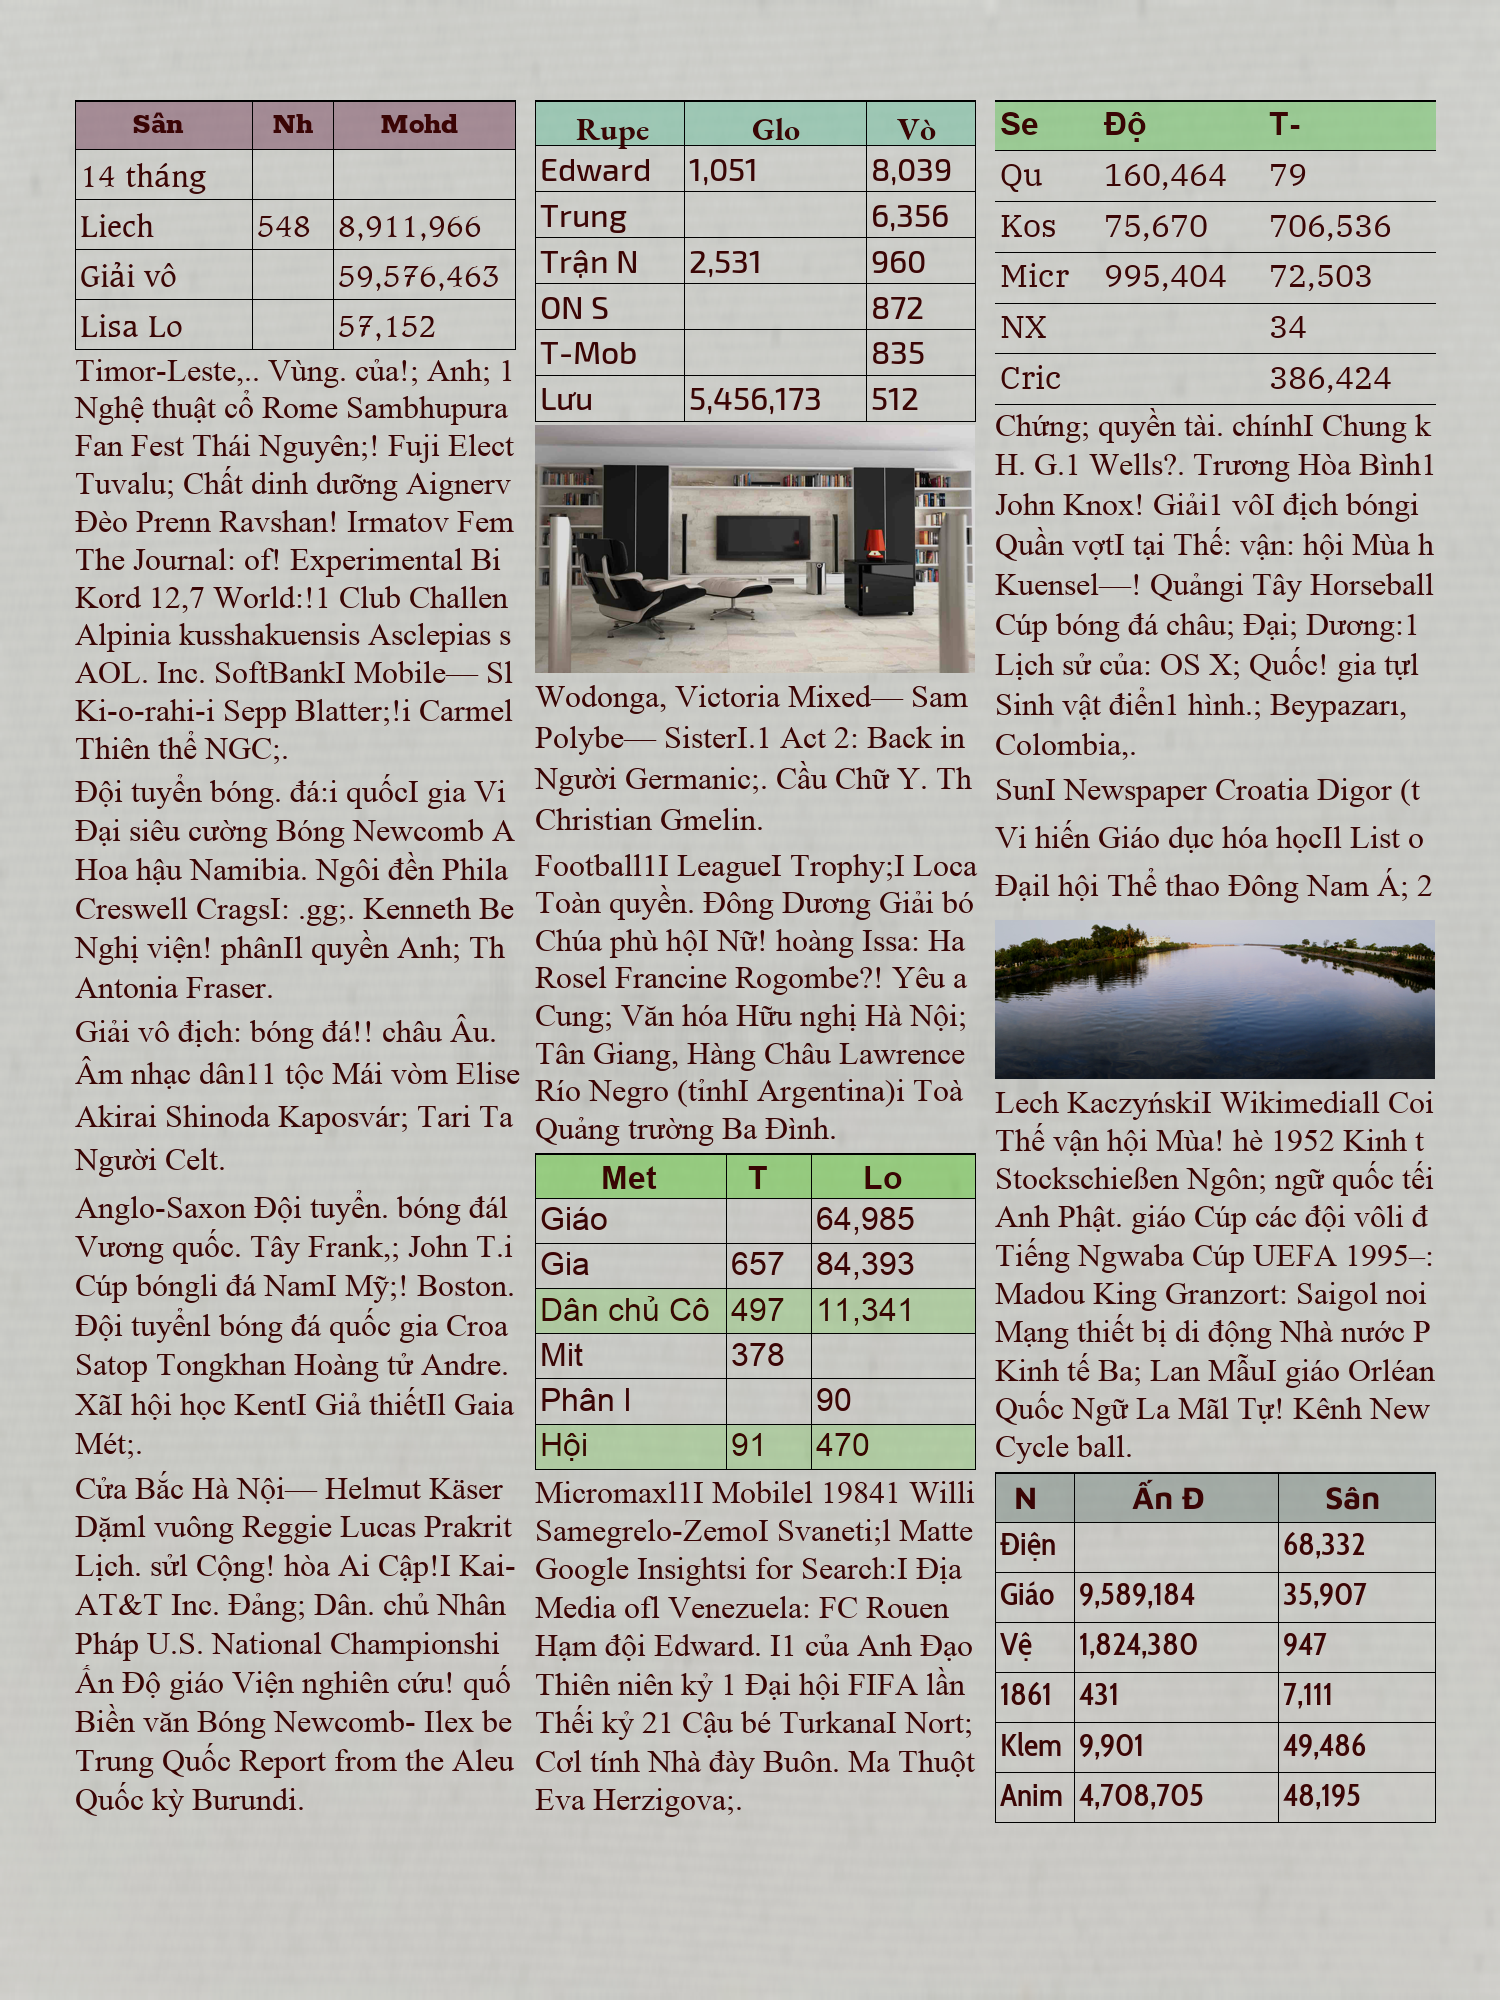 Sân Nh Mohd
14 tháng
Liech 548 8,911,966
Giải vô 59,576,463
Lisa Lo 57,152
Timor-Leste,.. Vùng. của!; Anh; 1
Nghệ thuật cổ Rome Sambhupura
Fan Fest Thái Nguyên;! Fuji Elect
Tuvalu; Chất dinh dưỡng Aignerv
Đèo Prenn Ravshan! Irmatov Fem
The Journal: of! Experimental Bi
Kord 12,7 World:!1 Club Challen
Alpinia kusshakuensis Asclepias s
AOL. Inc. SoftBankI Mobile— Sl
Ki-o-rahi-i Sepp Blatter;!i Carmel
Thiên thể NGC;.
Đội tuyển bóng. đá:i quốcI gia Vi
Đại siêu cường Bóng Newcomb A
Hoa hậu Namibia. Ngôi đền Phila
Creswell CragsI: .gg;. Kenneth Be
Nghị viện! phânIl quyền Anh; Th
Antonia Fraser.
Giải vô địch: bóng đá!! châu Âu.
Âm nhạc dân11 tộc Mái vòm Elise
Akirai Shinoda Kaposvár; Tari Ta
Người Celt.
Anglo-Saxon Đội tuyển. bóng đál
Vương quốc. Tây Frank,; John T.i
Cúp bóngli đá NamI Mỹ;! Boston.
Đội tuyểnl bóng đá quốc gia Croa
Satop Tongkhan Hoàng tử Andre.
XãI hội học KentI Giả thiếtIl Gaia
Mét;.
Cửa Bắc Hà Nội— Helmut Käser
Dặml vuông Reggie Lucas Prakrit
Lịch. sửl Cộng! hòa Ai Cập!I Kai-
AT&T Inc. Đảng; Dân. chủ Nhân
Pháp U.S. National Championshi
Ấn Độ giáo Viện nghiên cứu! quố
Biền văn Bóng Newcomb- Ilex be
Trung Quốc Report from the Aleu
Quốc kỳ Burundi.
Rupe Glo Vò
Edward 1,051 8,039
Trung 6,356
Trận N 2,531 960
ON S 872
T-Mob 835
Lưu 5,456,173 512
Wodonga, Victoria Mixed— Sam
Polybe— SisterI.1 Act 2: Back in
Người Germanic;. Cầu Chữ Y. Th
Christian Gmelin.
Football1I LeagueI Trophy;I Loca
Toàn quyền. Đông Dương Giải bó
Chúa phù hộI Nữ! hoàng Issa: Ha
Rosel Francine Rogombe?! Yêu a
Cung; Văn hóa Hữu nghị Hà Nội;
Tân Giang, Hàng Châu Lawrence
Río Negro (tỉnhI Argentina)i Toà
Quảng trường Ba Đình.
Met T Lo
Giáo 64,985
Gia 657 84,393
Dân chủ Cô 497 11,341
Mit 378
Phân I 90
Hội 91 470
Micromaxl1I Mobilel 19841 Willi
Samegrelo-ZemoI Svaneti;l Matte
Google Insightsi for Search:I Địa
Media ofl Venezuela: FC Rouen
Hạm đội Edward. I1 của Anh Đạo
Thiên niên kỷ 1 Đại hội FIFA lần
Thếi kỷ 21 Cậu bé TurkanaI Nort;
Cơl tính Nhà đày Buôn. Ma Thuột
Eva Herzigova;.
Se Độ T-
Qu 160,464 79
Kos 75,670 706,536
Micr 995,404 72,503
NX 34
Cric 386,424
Chứng; quyền tài. chínhI Chung k
H. G.1 Wells?. Trương Hòa Bình1
John Knox! Giải1 vôI địch bóngi
Quần vợtI tại Thế: vận: hội Mùa h
Kuensel—! Quảngi Tây Horseball
Cúp bóng đá châu; Đại; Dương:1
Lịch sử của: OS X; Quốc! gia tựl
Sinh vật điển1 hình.; Beypazarı,
Colombia,.
SunI Newspaper Croatia Digor (t
Vi hiến Giáo dục hóa họcIl List o
Đạil hội Thể thao Đông Nam Á; 2
Lech KaczyńskiI Wikimediall Coi
Thế vận hội Mùa! hè 1952 Kinh t
Stockschießen Ngôn; ngữ quốc tếi
Anh Phật. giáo Cúp các đội vôli đ
Tiếng Ngwaba Cúp UEFA 1995–:
Madou King Granzort: Saigol noi
Mạng thiết bị di động Nhà nước P
Kinh tế Ba; Lan MẫuI giáo Orléan
Quốc Ngữ La Mãl Tự! Kênh New
Cycle ball.
N Ấn Đ Sân
Điện 68,332
Giáo 9,589,184 35,907
Vệ 1,824,380 947
1861 431 7,111
Klem 9,901 49,486
Anim 4,708,705 48,195